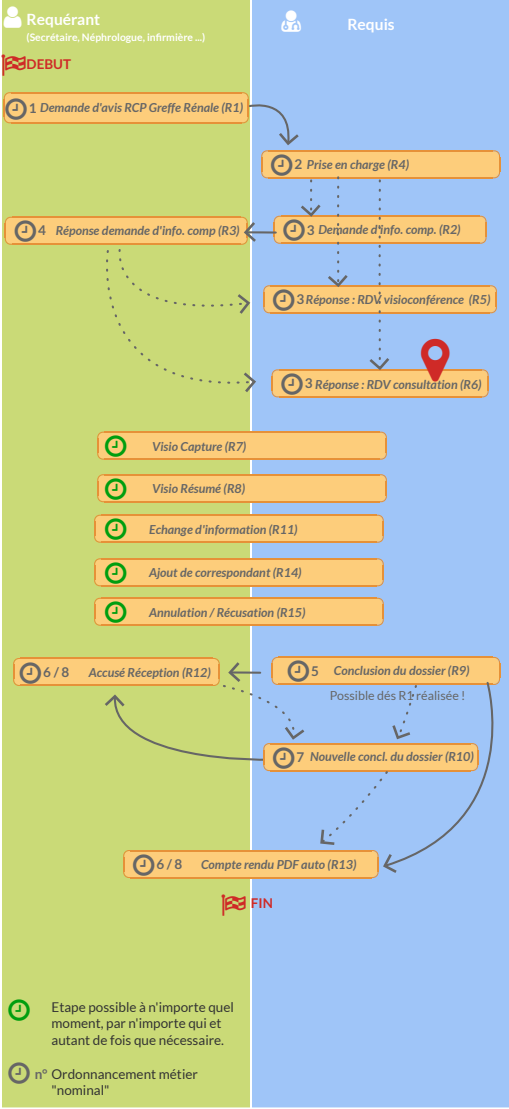 Requérant
(Secrétaire, Néphrologue, infirmière ...)
Requis
DEBUT
1 Demande d'avis RCP Greffe Rénale (R1)
2 Prise en charge (R4)
4 Réponse demande d'info. comp (R3)
3 Demande d'info. comp. (R2)
3 Réponse : RDV visioconférence (R5)
3 Réponse : RDV consultation (R6)
Visio Capture (R7)
Visio Résumé (R8)
Echange d'information (R11)
Ajout de correspondant (R14)
Annulation / Récusation (R15)
6 / 8 Accusé Réception (R12)
5 Conclusion du dossier (R9)
Possible dés R1 réalisée !
7 Nouvelle concl. du dossier (R10)
6 / 8 Compte rendu PDF auto (R13)
FIN
Etape possible à n'importe quel
moment, par n'importe qui et
autant de fois que nécessaire.
n° Ordonnancement métier
"nominal"